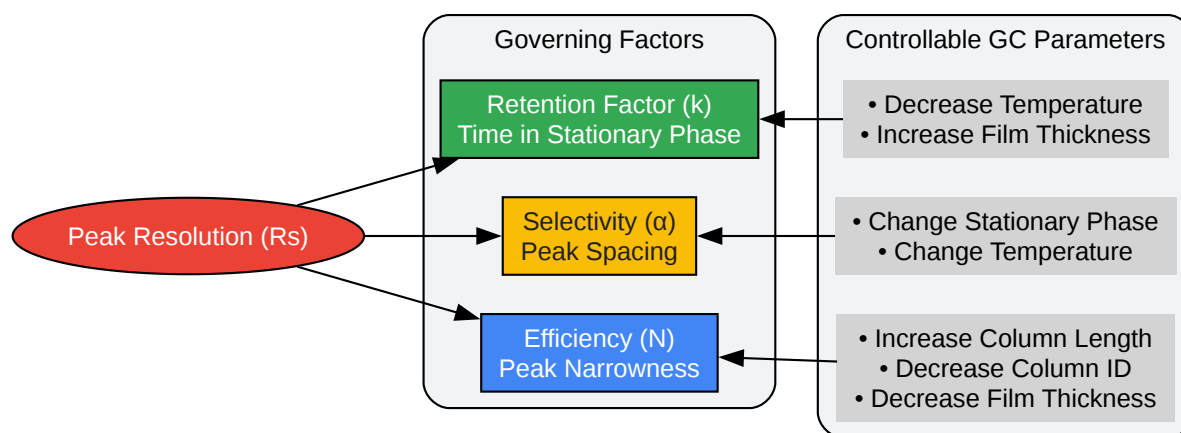 Governing Factors
Controllable GC Parameters
Retention Factor (k)
Time in Stationary Phase
• Decrease Temperature
• Increase Film Thickness
Peak Resolution (Rs)
Selectivity (α)
Peak Spacing
• Change Stationary Phase
• Change Temperature
Efficiency (N)
Peak Narrowness
• Increase Column Length
• Decrease Column ID
• Decrease Film Thickness